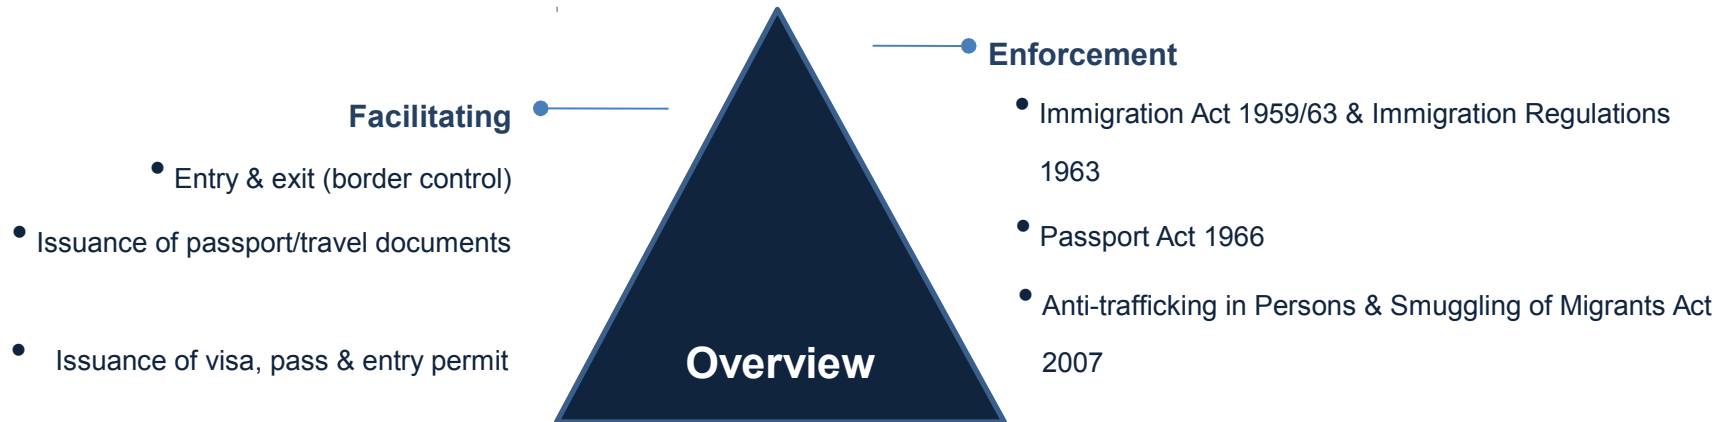 Facilitating
• Entry & exit (border control)
• Issuance of passport/travel documents
• Issuance of visa, pass & entry permit
Overview
Enforcement
• Immigration Act 1959/63 & Immigration Regulations
1963
• Passport Act 1966
• Anti-trafficking in Persons & Smuggling of Migrants Act
2007